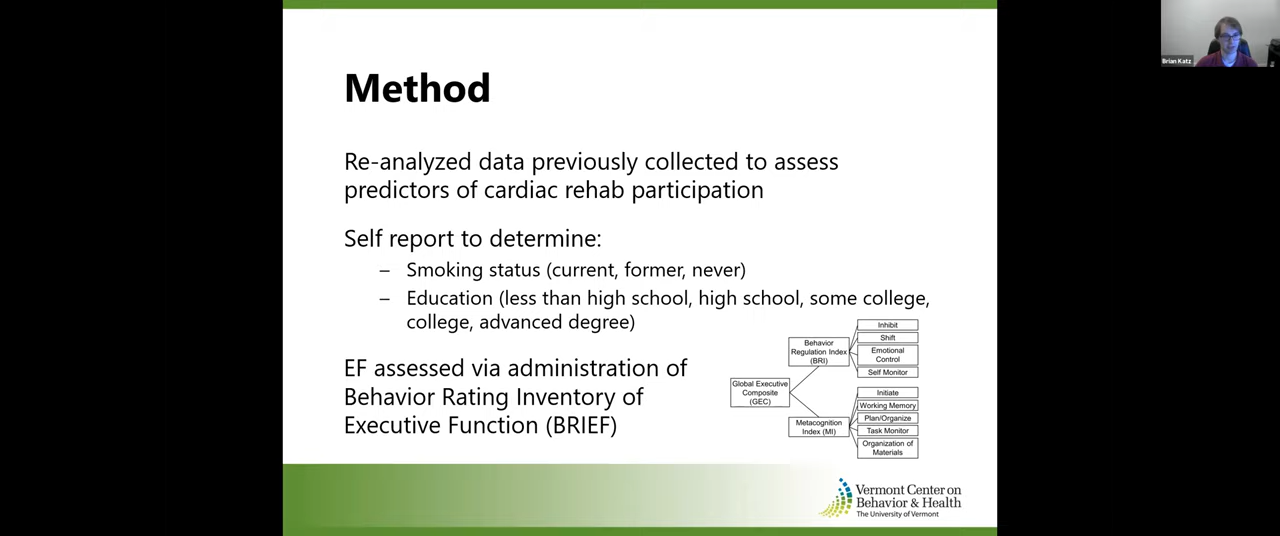 Brian Katz
Method
Re-analyzed data previously collected to assess
predictors of cardiac rehab participation
Self report to determine:
– Smoking status (current, former, never)
– Education (less than high school, high school, some college,
college, advanced degree)
EF assessed via administration of
Behavior Rating Inventory of
Executive Function (BRIEF)
Global Executive
Composite
(GEC)
Behavior
Regulation Index
(BRI)
Inhibit
Shift
Emotional
Control
Self Monitor
Metacognition
Index (MI)
Initiate
Working Memory
Plan/Organize
Task Monitor
Organization of
Materials
Vermont Center on
Behavior & Health
The University of Vermont